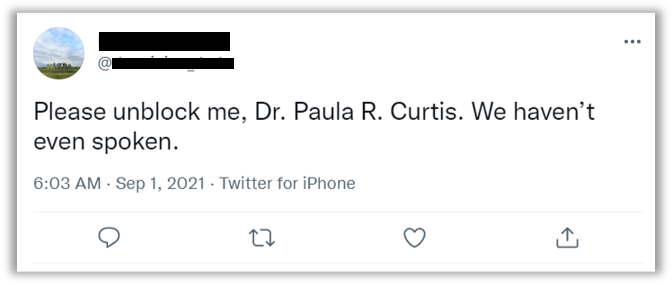 @
Please unblock me, Dr. Paula R. Curtis. We haven’t
even spoken.
6:03 AM · Sep 1, 2021 · Twitter for iPhone